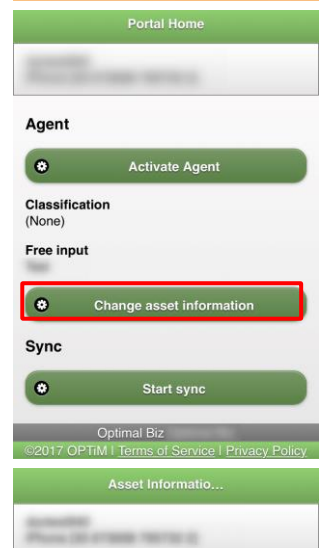 Portal Home
Agent
Activate Agent
Classification
(None)
Free input
Change asset information
Sync
Start sync
Optimal Biz
©2017 OPTiM | Terms of Service | Privacy Policy
Asset Informatio...